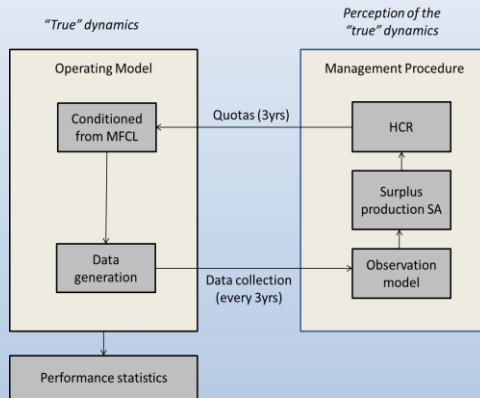 “True” dynamics
Perception of the
“true” dynamics
Operating Model
Management Procedure
Conditioned
from MFCL
Quotas (3yrs)
HCR
Surplus
production SA
Data
generation
Data collection
(every 3yrs)
Observation
model
Performance statistics